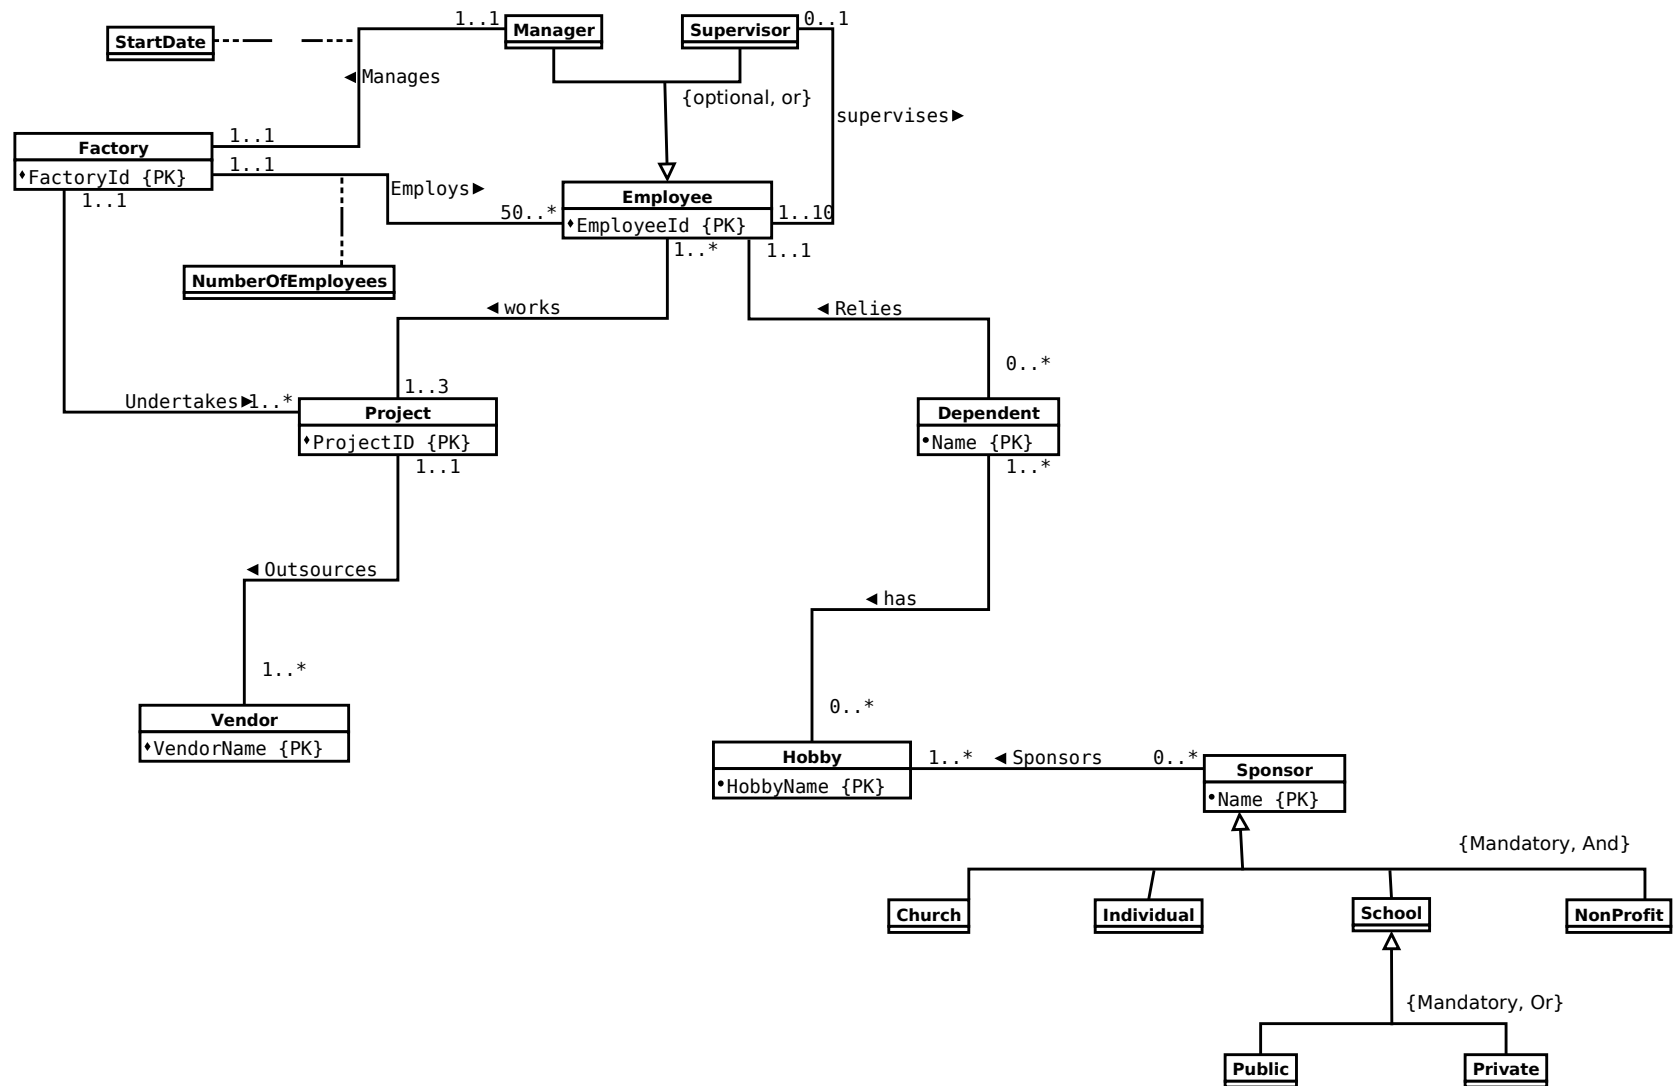 1..1
Manager
Supervisor
0..1
StartDate
◄ Manages
{optional, or}
supervises ►
1..1
Factory
FactoryId {PK}
1..1
1..1
Employs ►
50..*
Employee
EmployeeId {PK}
1..10
1..*
1..1
NumberOfEmployees
◄ works
◄ Relies
0..*
1..3
Undertakes ►
1..*
Project
ProjectID {PK}
1..1
Dependent
Name {PK}
1..*
◄ Outsources
◄ has
1..*
0..*
Vendor
VendorName {PK}
Hobby
HobbyName {PK}
1..*
◄ Sponsors
0..*
Sponsor
Name {PK}
{Mandatory, And}
Church
Individual
School
NonProfit
{Mandatory, Or}
Public
Private